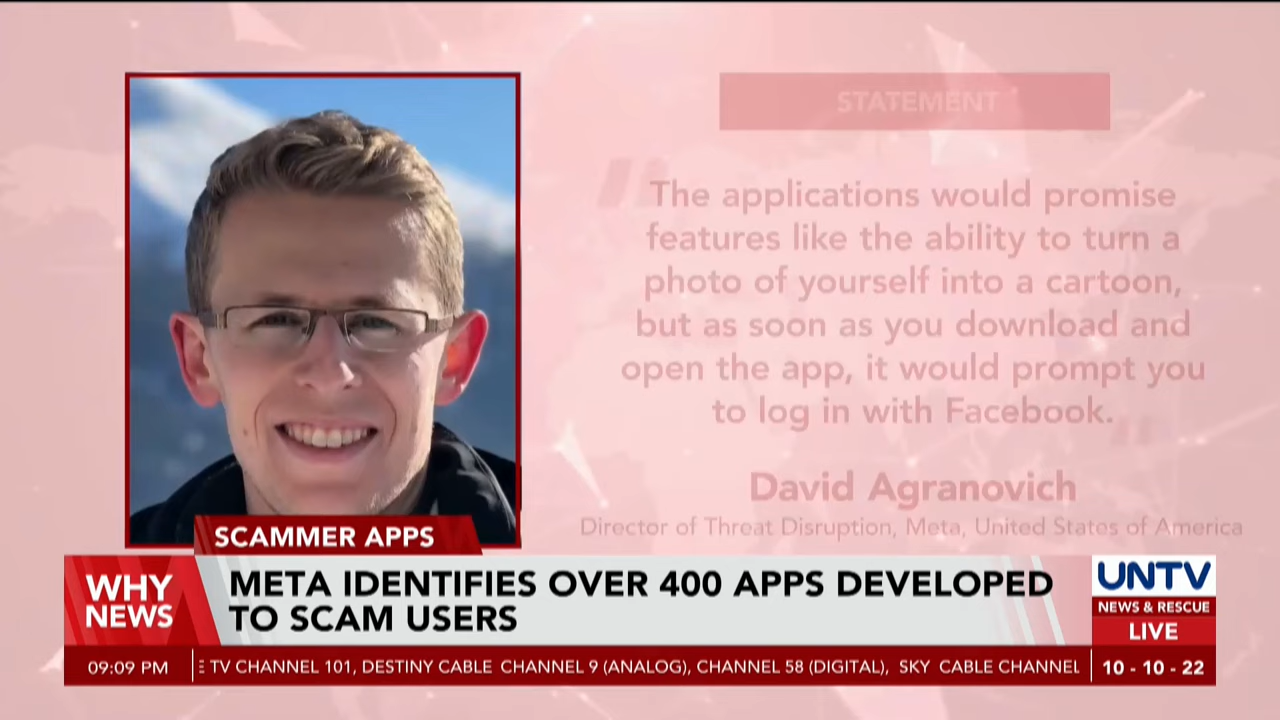 STATEMENT
"The applications would promise
features like the ability to turn a
photo of yourself into a cartoon,
but as soon as you download and
open the app, it would prompt you
to log in with Facebook."
David Agranovich
Director of Threat Disruption, Meta, United States of America
SCAMMER APPS
WHY
NEWS
META IDENTIFIES OVER 400 APPS DEVELOPED
TO SCAM USERS
UNTV
NEWS & RESCUE
LIVE
09:09 PM
TV CHANNEL 101, DESTINY CABLE CHANNEL 9 (ANALOG), CHANNEL 58 (DIGITAL), SKY CABLE CHANNEL
10 - 10 - 22